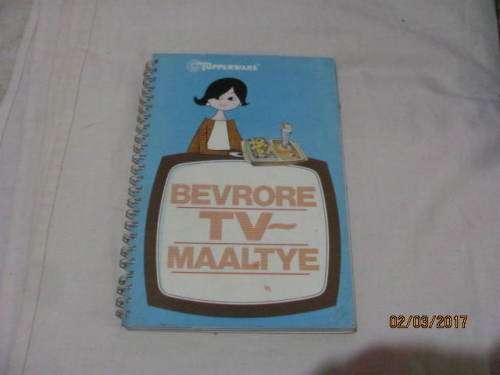 TUPPERWARE
BEVRORE
TV~
MAALTYE
02/03/2017